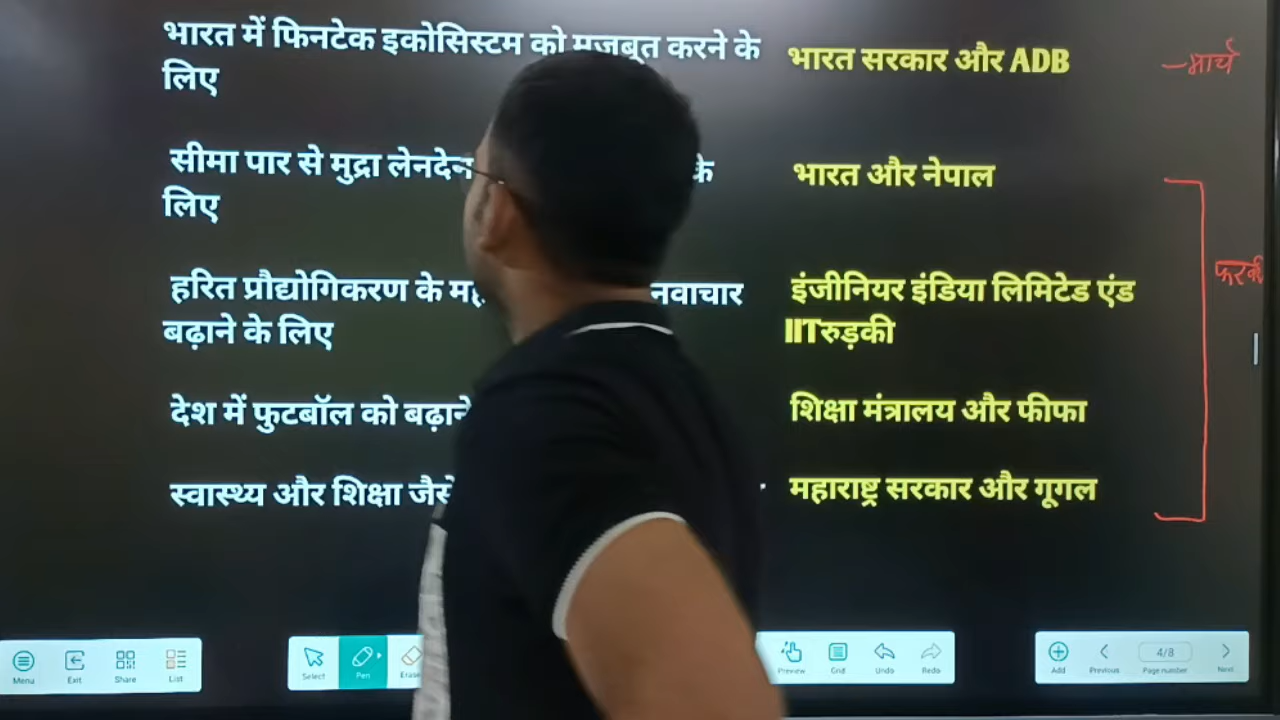 भारत में फिनटेक इकोसिस्टम को मजबूत करने के
लिए
भारत सरकार और ADB
–मार्च
सीमा पार से मुद्रा लेनदेन के
लिए
भारत और नेपाल
हरित प्रौद्योगिकरण के नवाचार
बढ़ाने के लिए
इंजीनियर इंडिया लिमिटेड एंड
IITरुड़की
देश में फुटबॉल को बढ़ाने
शिक्षा मंत्रालय और फीफा
स्वास्थ्य और शिक्षा जैसे
महाराष्ट्र सरकार और गूगल
Menu
Exit
Share
List
Select
Pen
Preview
Grid
Undo
Redo
Add
Previous
4/8
Page number
Next